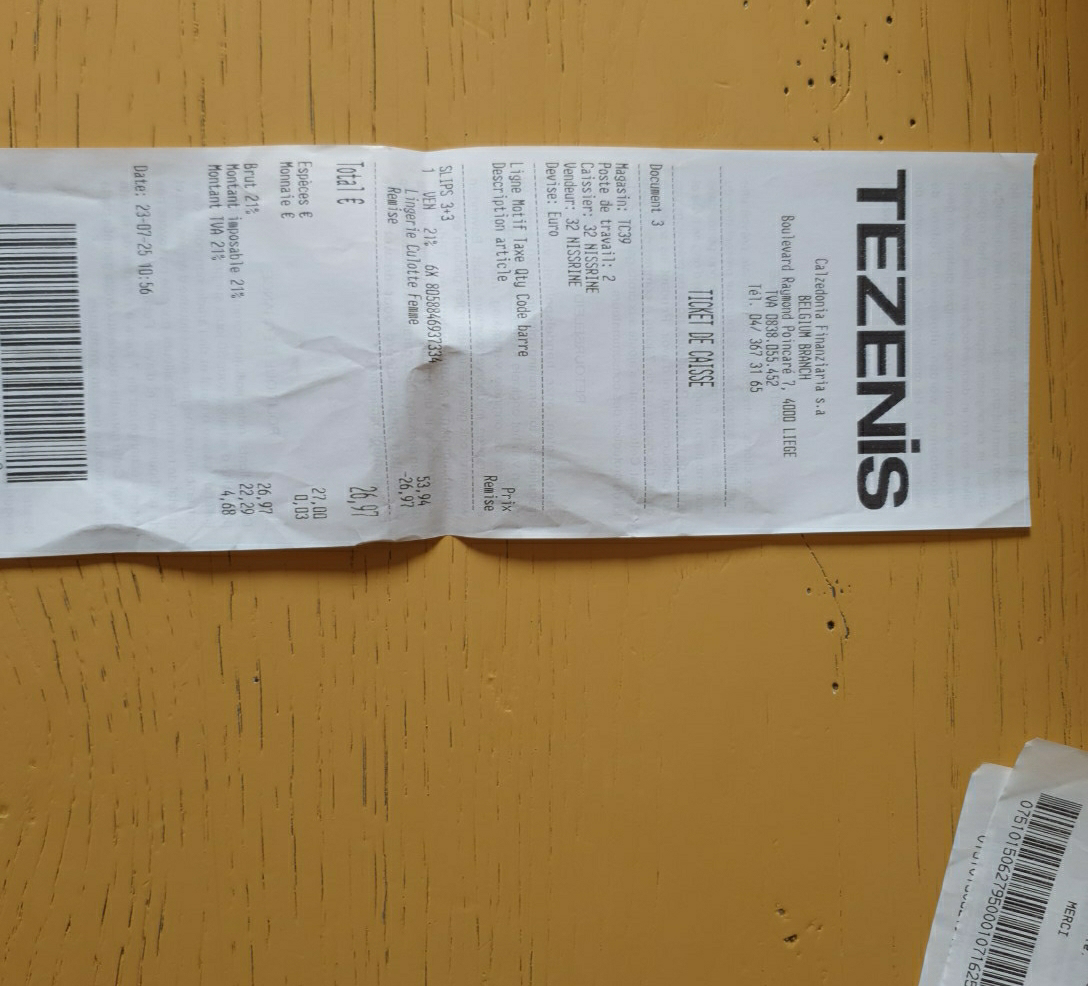 TEZENIS
Calzedonia Finanziaria s.a
BELGIUM BRANCH
Boulevard Raymond Poincaré 7, 4000 LIEGE
TVA 0838.055.452
Tél. 04/ 367 31 65
TICKET DE CAISSE
Document 3
Magasin: TC39
Poste de travail: 2
Caissier: 32 NISSRINE
Vendeur: 32 NISSRINE
Devise: Euro
Ligne Motif Taxe Qty Code barre Prix
Description article Remise
SLIPS 3+3
1 VEN 21% 6X 8058846937334 53,94
Lingerie Culotte Femme -26,97
Remise
Total € 26,97
Espèces € 27,00
Monnaie € 0,03
Brut 21% 26,97
Montant imposable 21% 22,29
Montant TVA 21% 4,68
Date: 23-07-25 10:56
MERCI